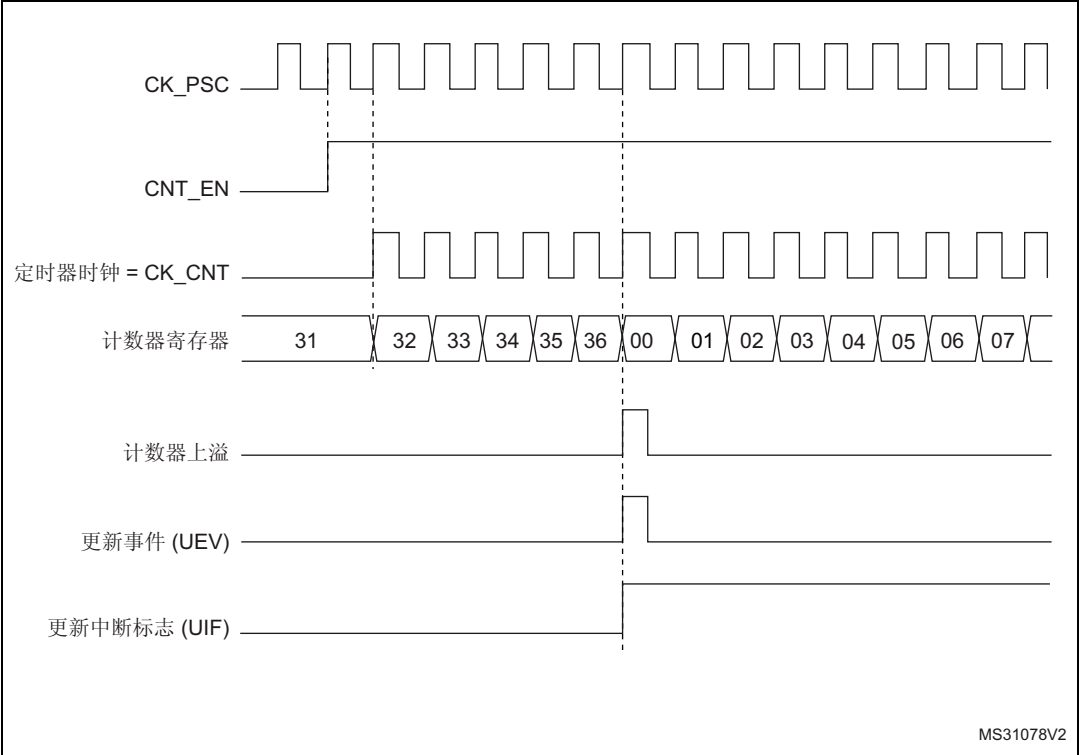 CK_PSC
CNT_EN
定时器时钟 = CK_CNT
计数器寄存器 31 32 33 34 35 36 00 01 02 03 04 05 06 07
计数器上溢
更新事件 (UEV)
更新中断标志 (UIF)
MS31078V2